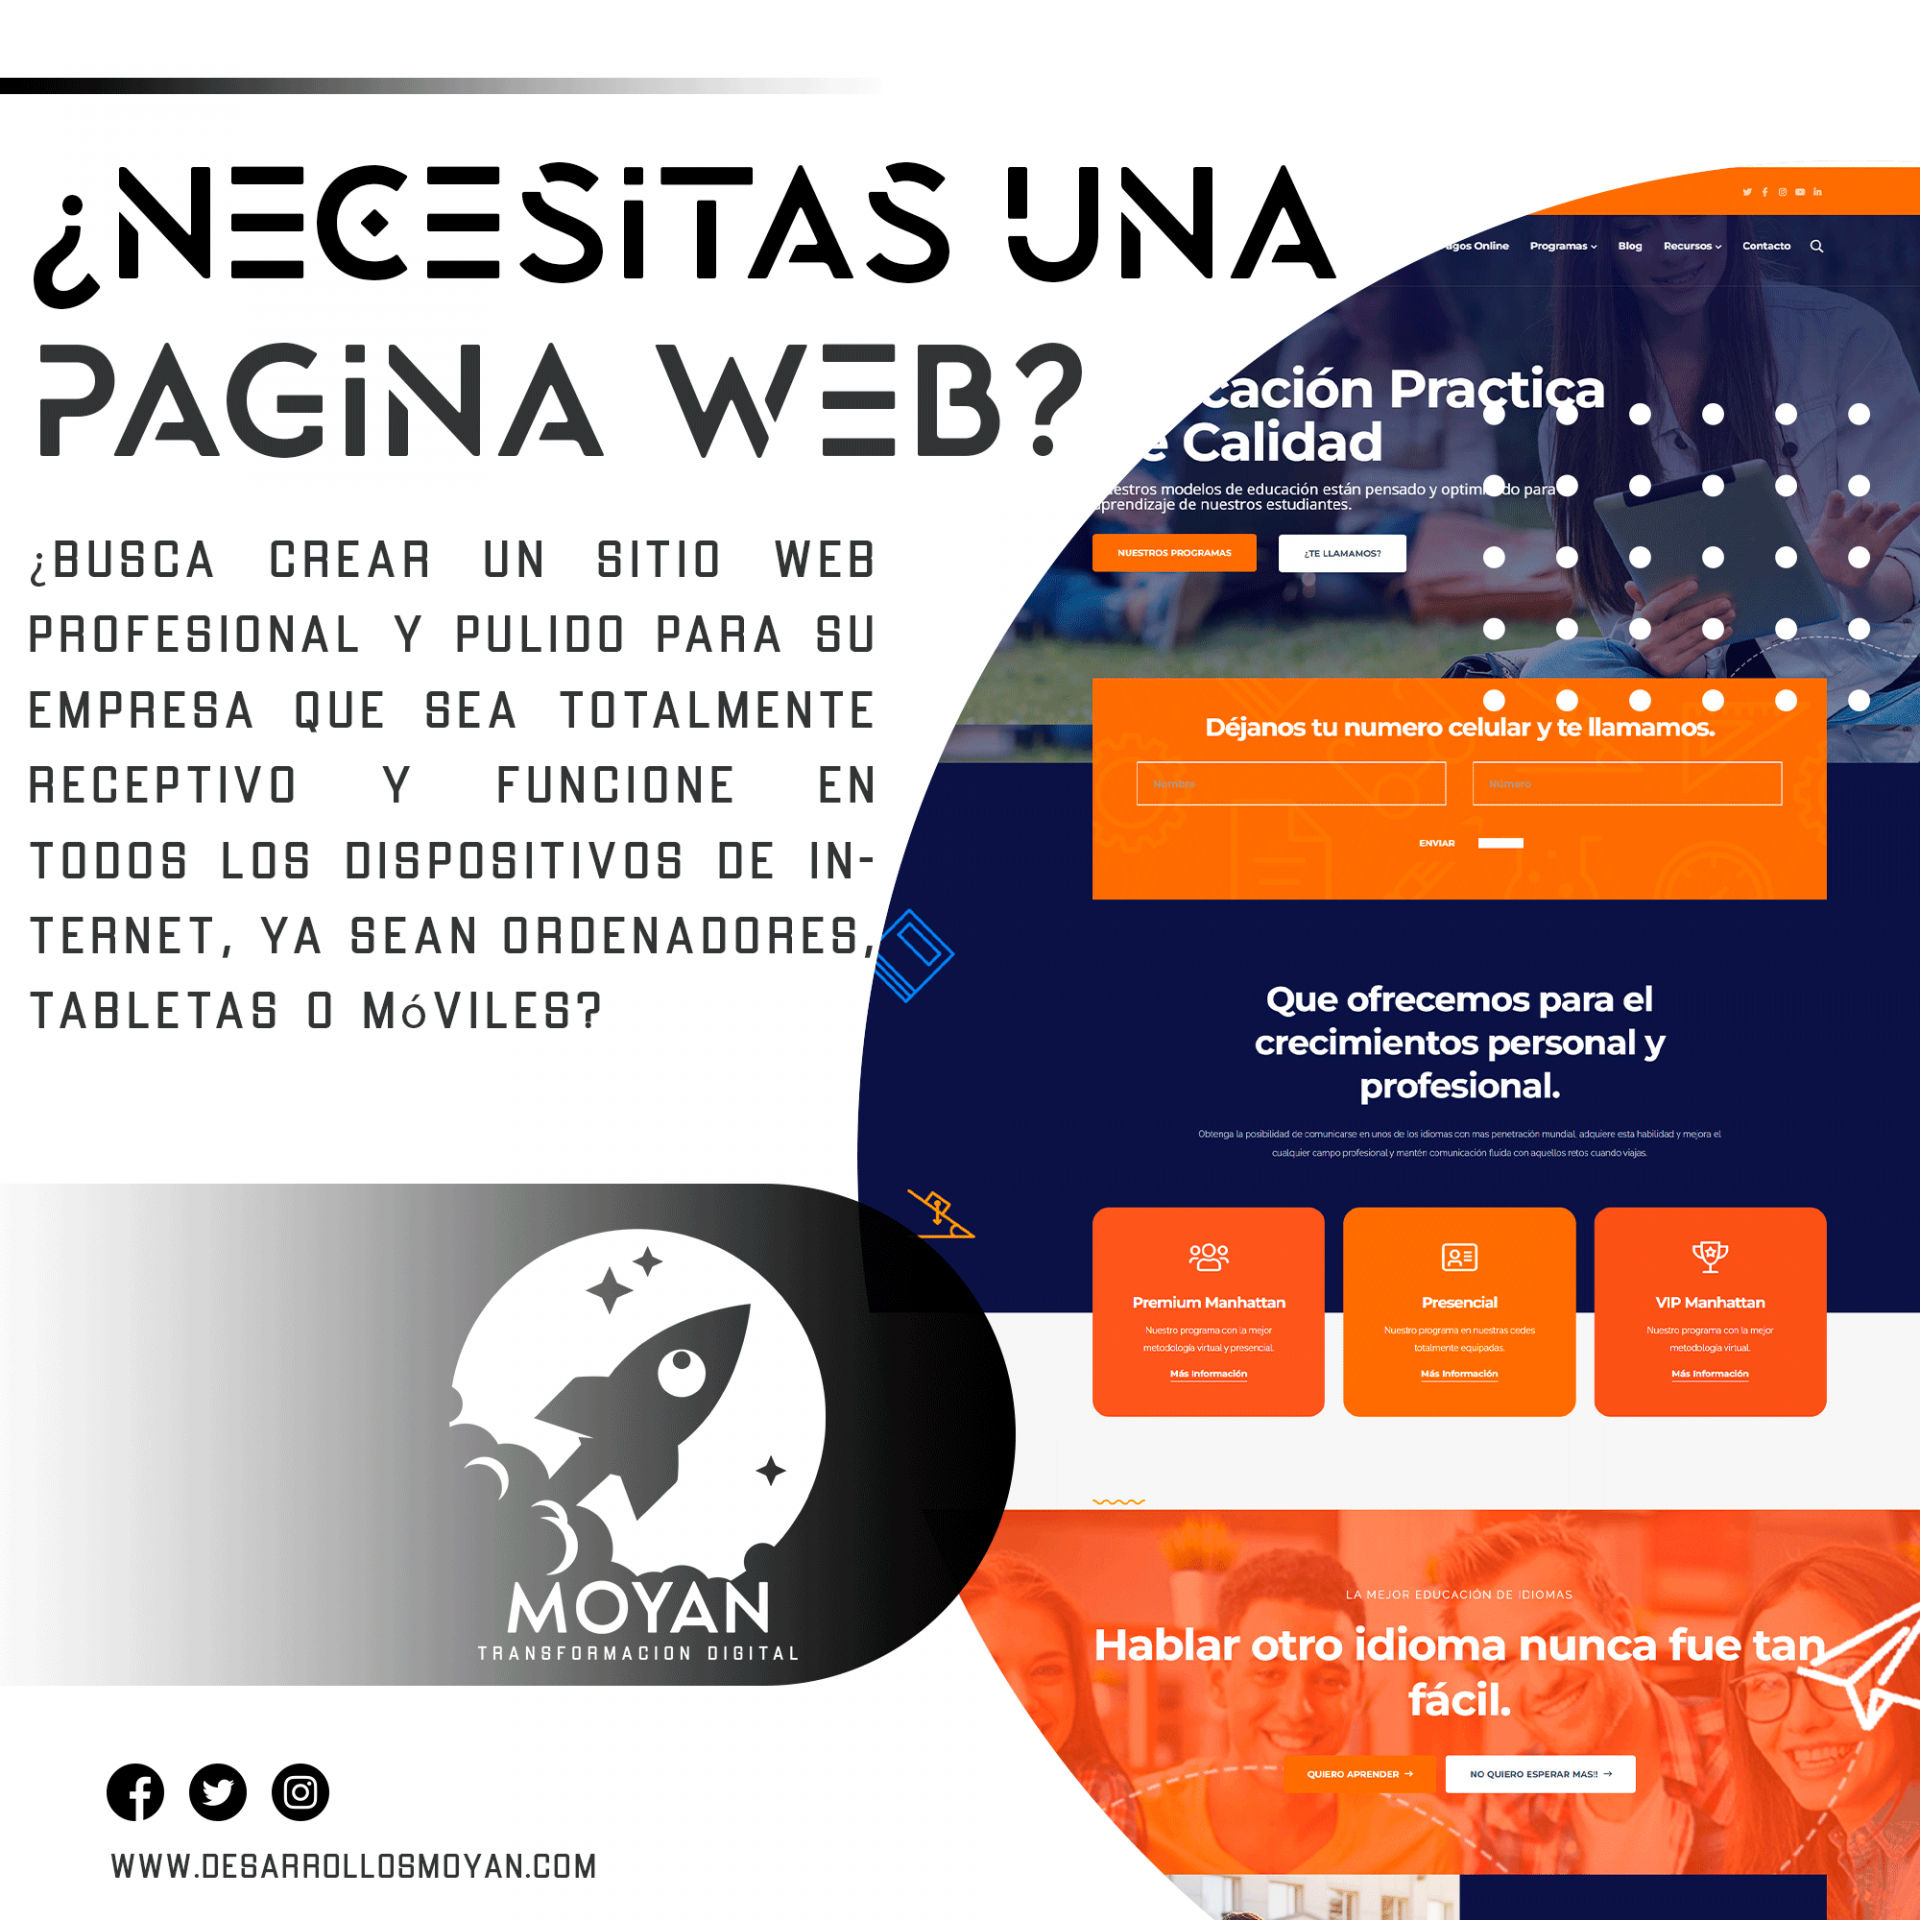 ¿NECESITAS UNA
PAGINA WEB?
¿BUSCA CREAR UN SITIO WEB
PROFESIONAL Y PULIDO PARA SU
EMPRESA QUE SEA TOTALMENTE
RECEPTIVO Y FUNCIONE EN
TODOS LOS DISPOSITIVOS DE IN-
TERNET, YA SEAN ORDENADORES,
TABLETAS O MóVILES?
MOYAN
TRANSFORMACION DIGITAL
WWW.DESARROLLOSMOYAN.COM
agos Online Programas Blog Recursos Contacto
cación Practica
e Calidad
estros modelos de educación están pensado y optim do para
aprendizaje de nuestros estudiantes.
NUESTROS PROGRAMAS ¿TE LLAMAMOS?
Déjanos tu numero celular y te llamamos.
Nombre Número
ENVIAR
Que ofrecemos para el
crecimientos personal y
profesional.
Obtenga la posibilidad de comunicarse en unos de los idiomas con mas penetración mundial, adquiere esta habilidad y mejora el
cualquier campo profesional y mantén comunicación fluida con aquellos retos cuando viajas.
Premium Manhattan
Nuestro programa con la mejor
metodología virtual y presencial.
Más Información
Presencial
Nuestro programa en nuestras cedes
totalmente equipadas.
Más Información
VIP Manhattan
Nuestro programa con la mejor
metodología virtual.
Más Información
LA MEJOR EDUCACIÓN DE IDIOMAS
Hablar otro idioma nunca fue tan
fácil.
QUIERO APRENDER → NO QUIERO ESPERAR MAS!! →